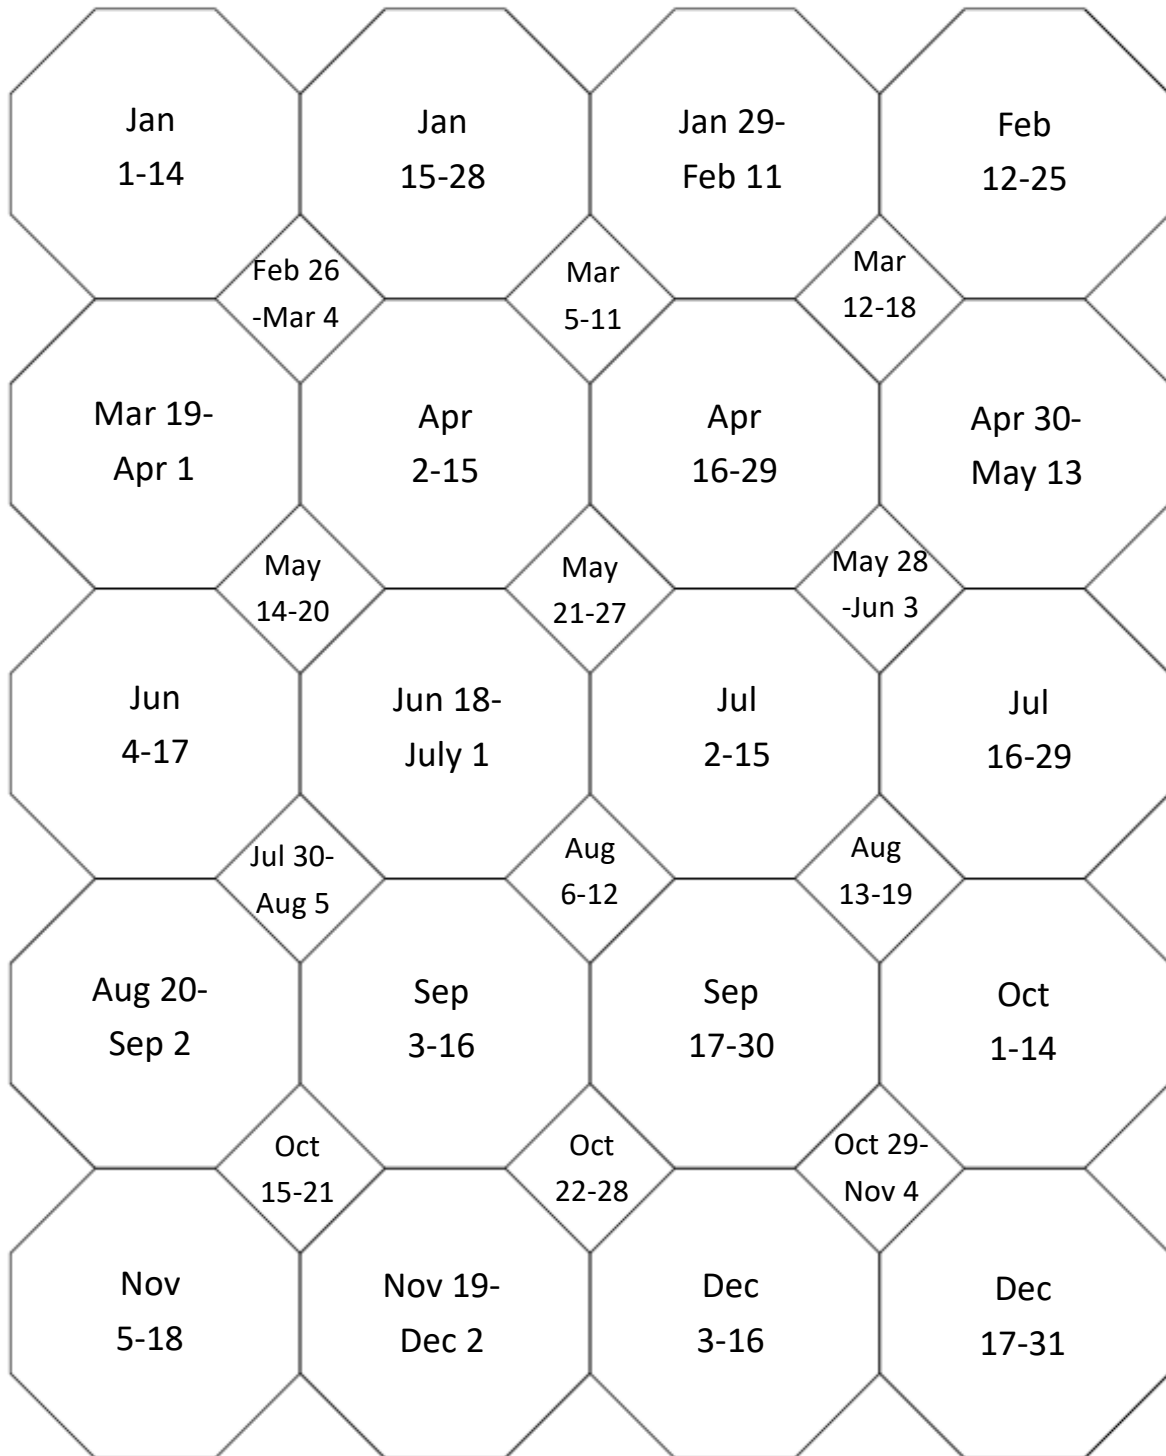 Jan
1-14
Jan
15-28
Jan 29-
Feb 11
Feb
12-25
Feb 26
-Mar 4
Mar
5-11
Mar
12-18
Mar 19-
Apr 1
Apr
2-15
Apr
16-29
Apr 30-
May 13
May
14-20
May
21-27
May 28
-Jun 3
Jun
4-17
Jun 18-
July 1
Jul
2-15
Jul
16-29
Jul 30-
Aug 5
Aug
6-12
Aug
13-19
Aug 20-
Sep 2
Sep
3-16
Sep
17-30
Oct
1-14
Oct
15-21
Oct
22-28
Oct 29-
Nov 4
Nov
5-18
Nov 19-
Dec 2
Dec
3-16
Dec
17-31